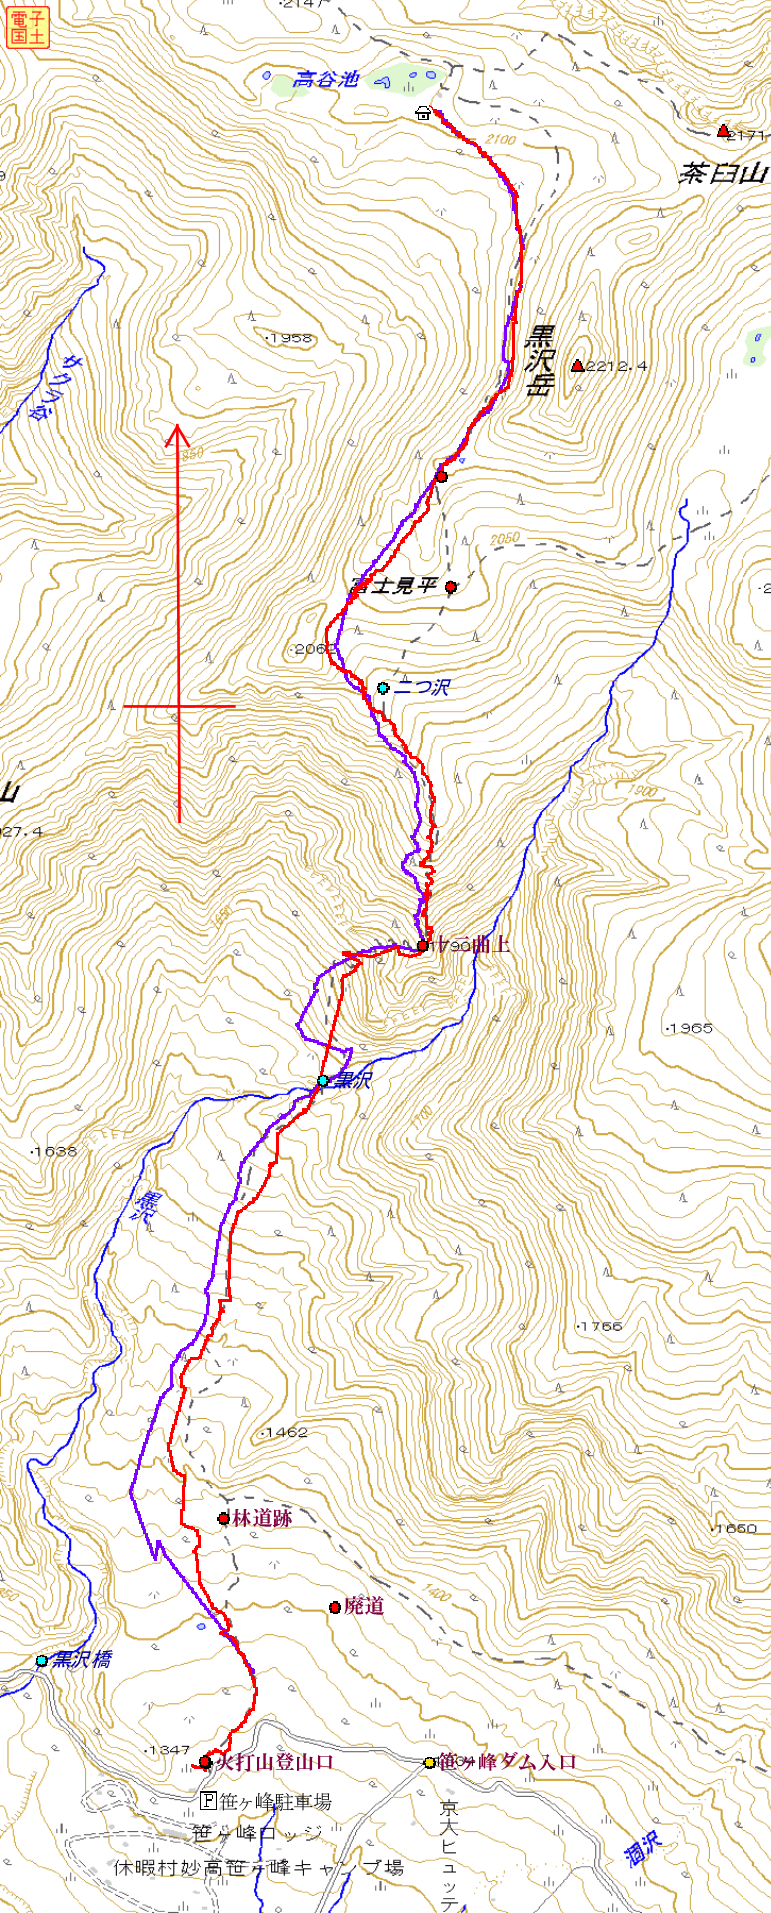 電子
国土
2147
高谷池
2100
2171
茶臼山
1958
黒沢岳
2212.4
1850
2050
富士見平
2062
二つ沢
1900
山
927.4
十二曲上
1965
黒沢
1700
1638
黒沢
1766
1462
林道跡
1650
1400
廃道
黒沢橋
1347
火打山登山口
笹ヶ峰ダム入口
P笹ヶ峰駐車場
笹ヶ峰ロッジ
京大ヒュッテ
涸沢
休暇村妙高笹ヶ峰キャンプ場